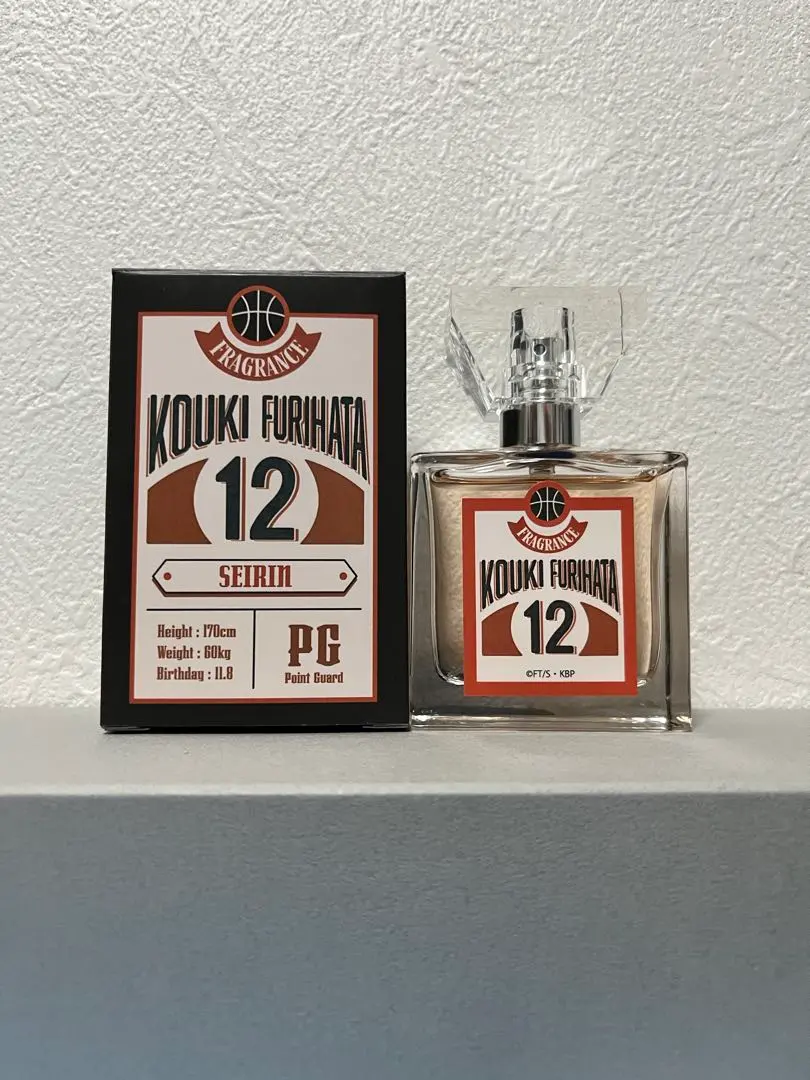 FRAGRANCE
KOUKI FURIHATA
12
SEIRIN
Height : 170cm
Weight : 60kg
Birthday : 11.8
PG
Point Guard
FRAGRANCE
KOUKI FURIHATA
12
©FT/S・KBP